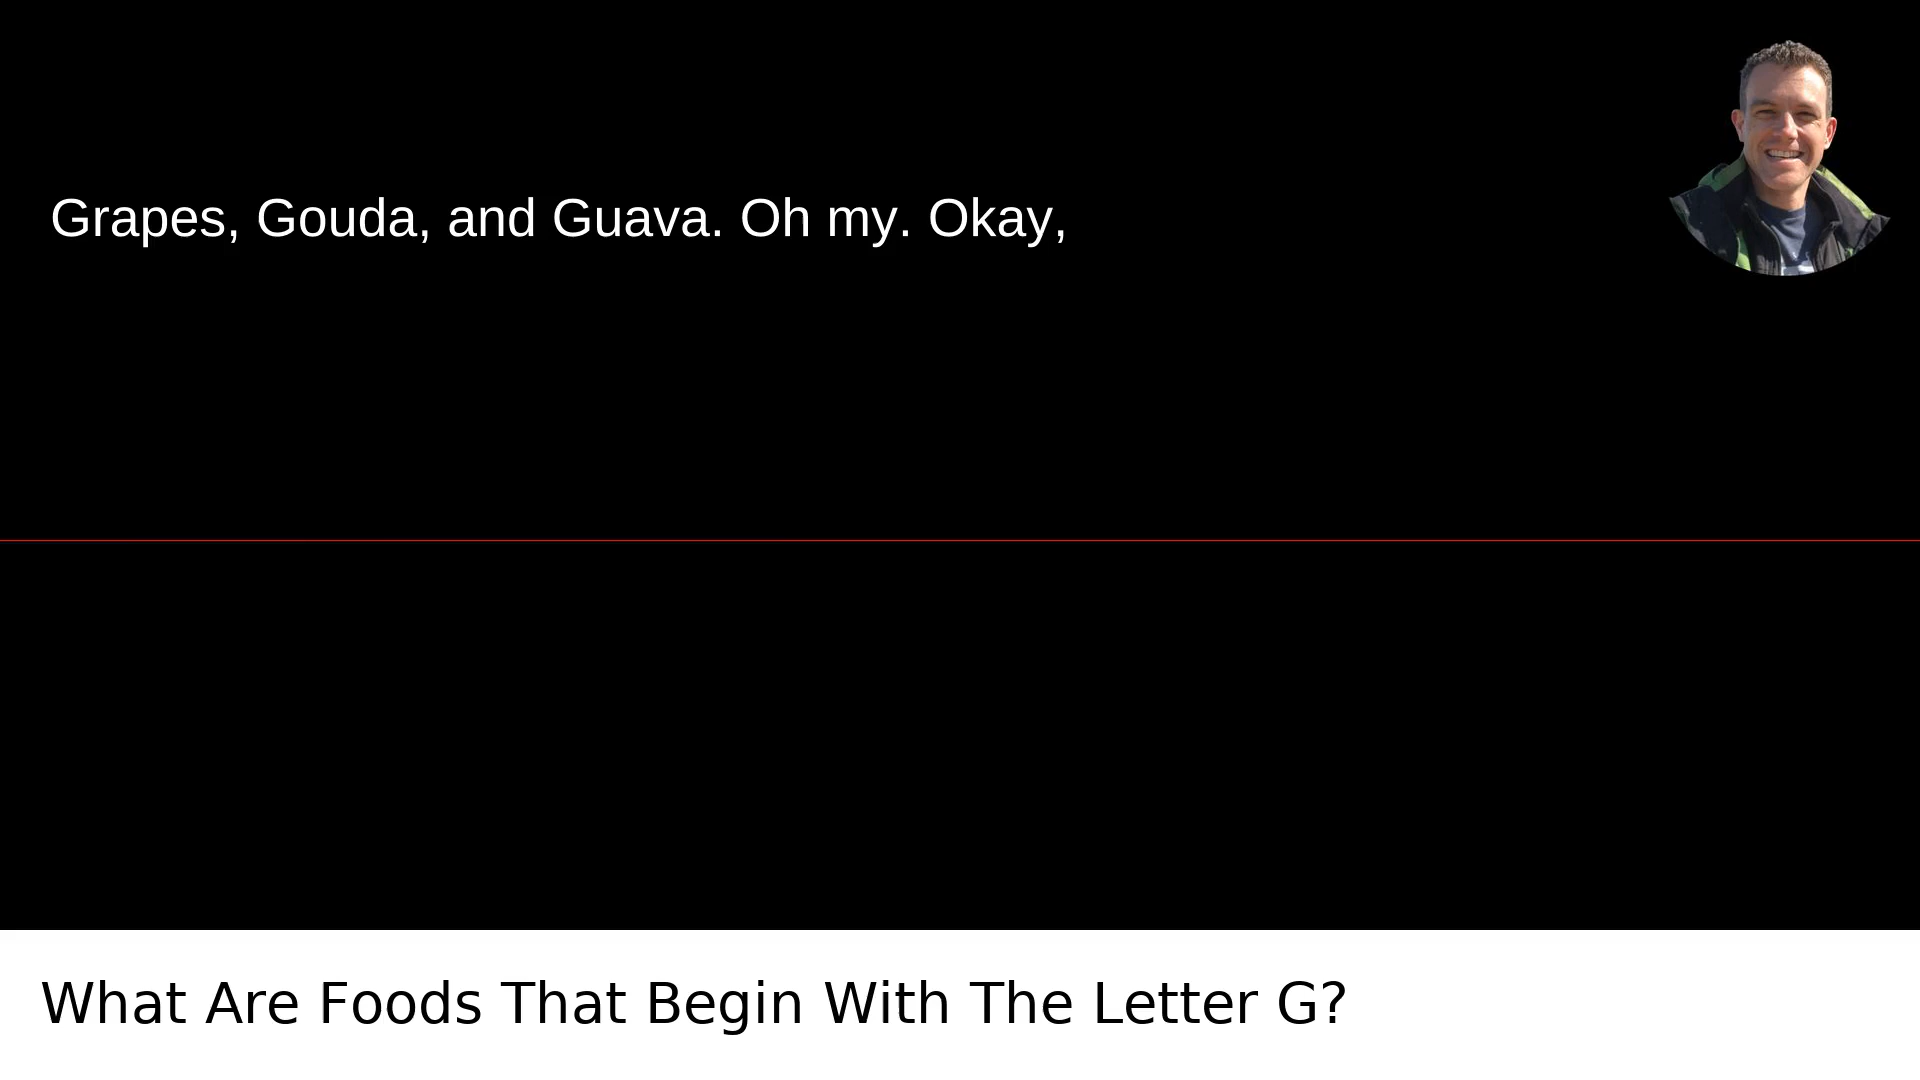 Grapes, Gouda, and Guava. Oh my. Okay,
What Are Foods That Begin With The Letter G?